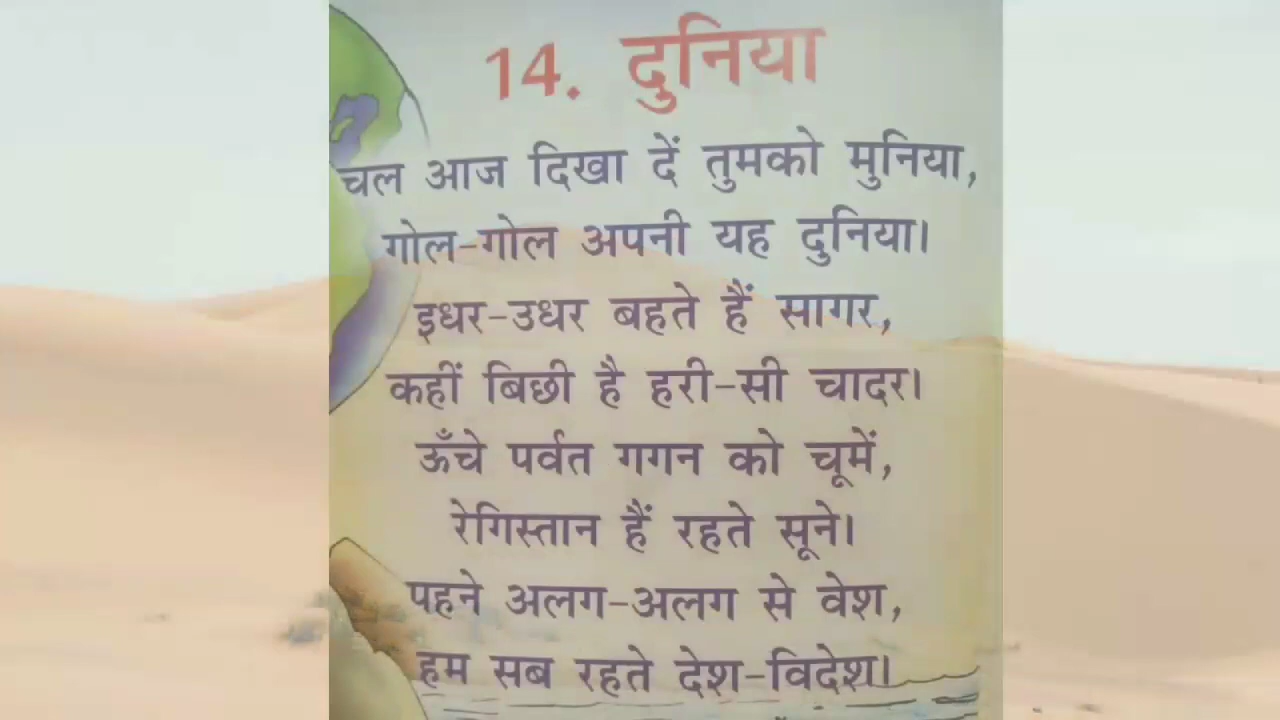 14. दुनिया
चल आज दिखा दें तुमको मुनिया,
गोल-गोल अपनी यह दुनिया।
इधर-उधर बहते हैं सागर,
कहीं बिछी है हरी-सी चादर।
ऊँचे पर्वत गगन को चूमें,
रेगिस्तान हैं रहते सूने।
पहने अलग-अलग से वेश,
हम सब रहते देश-विदेश।